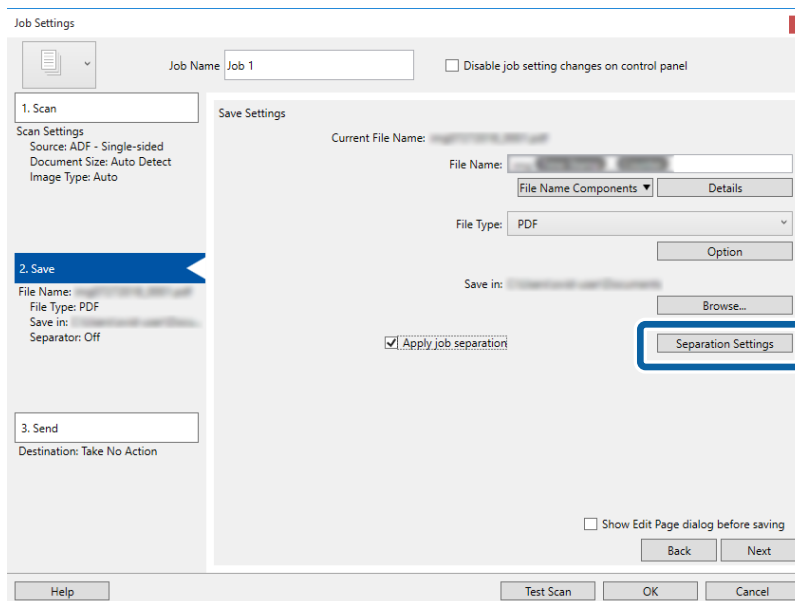 Job Settings
Job Name Job 1 Disable job setting changes on control panel
1. Scan
Scan Settings
Source: ADF - Single-sided
Document Size: Auto Detect
Image Type: Auto
2. Save
File Name:
File Type: PDF
Save in:
Separator: Off
3. Send
Destination: Take No Action
Save Settings
Current File Name:
File Name:
File Name Components Details
File Type: PDF
Option
Save in:
Browse...
Apply job separation Separation Settings
Show Edit Page dialog before saving
Back Next
Help Test Scan OK Cancel